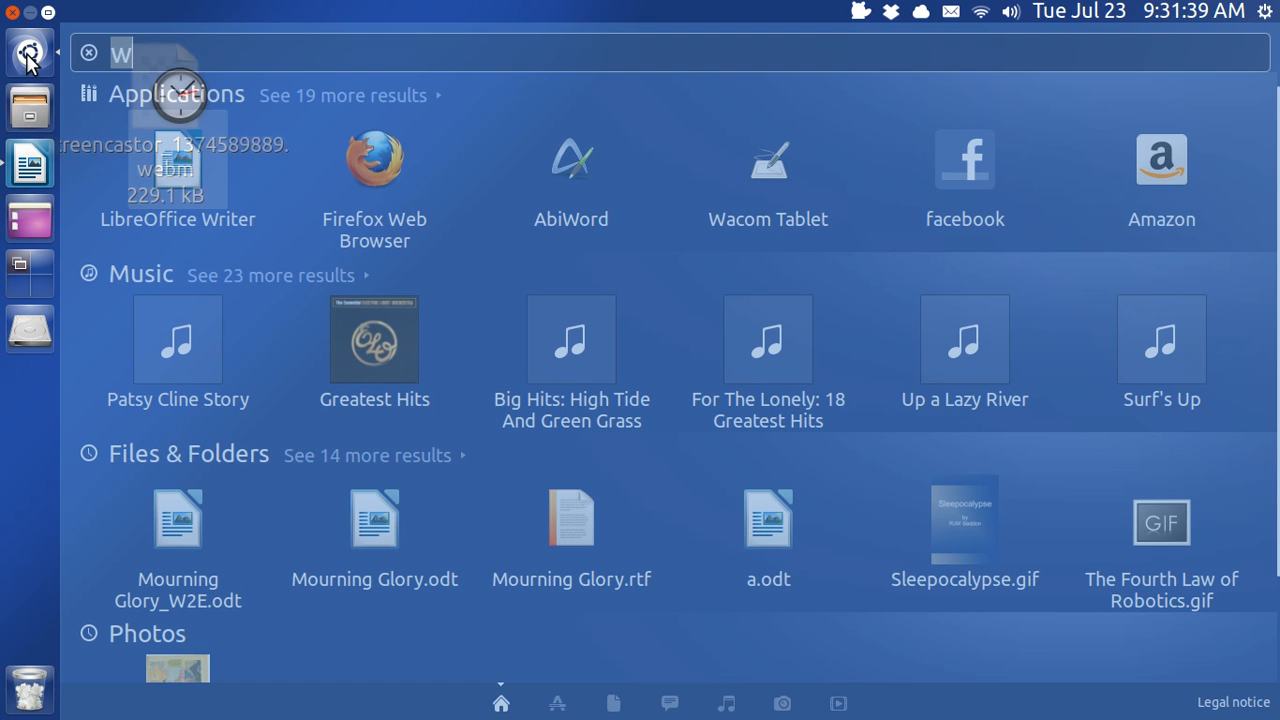 Tue Jul 23 9:31:39 AM
w
Applications See 19 more results
creencastor_1374589889.
webm
229.1 kB
LibreOffice Writer
Firefox Web
Browser
AbiWord
Wacom Tablet
facebook
Amazon
Music See 23 more results
Patsy Cline Story
Greatest Hits
Big Hits: High Tide
And Green Grass
For The Lonely: 18
Greatest Hits
Up a Lazy River
Surf's Up
Files & Folders See 14 more results
Sleepocalypse
GIF
Mourning
Glory_W2E.odt
Mourning Glory.odt
Mourning Glory.rtf
a.odt
Sleepocalypse.gif
The Fourth Law of
Robotics.gif
Photos
Legal notice